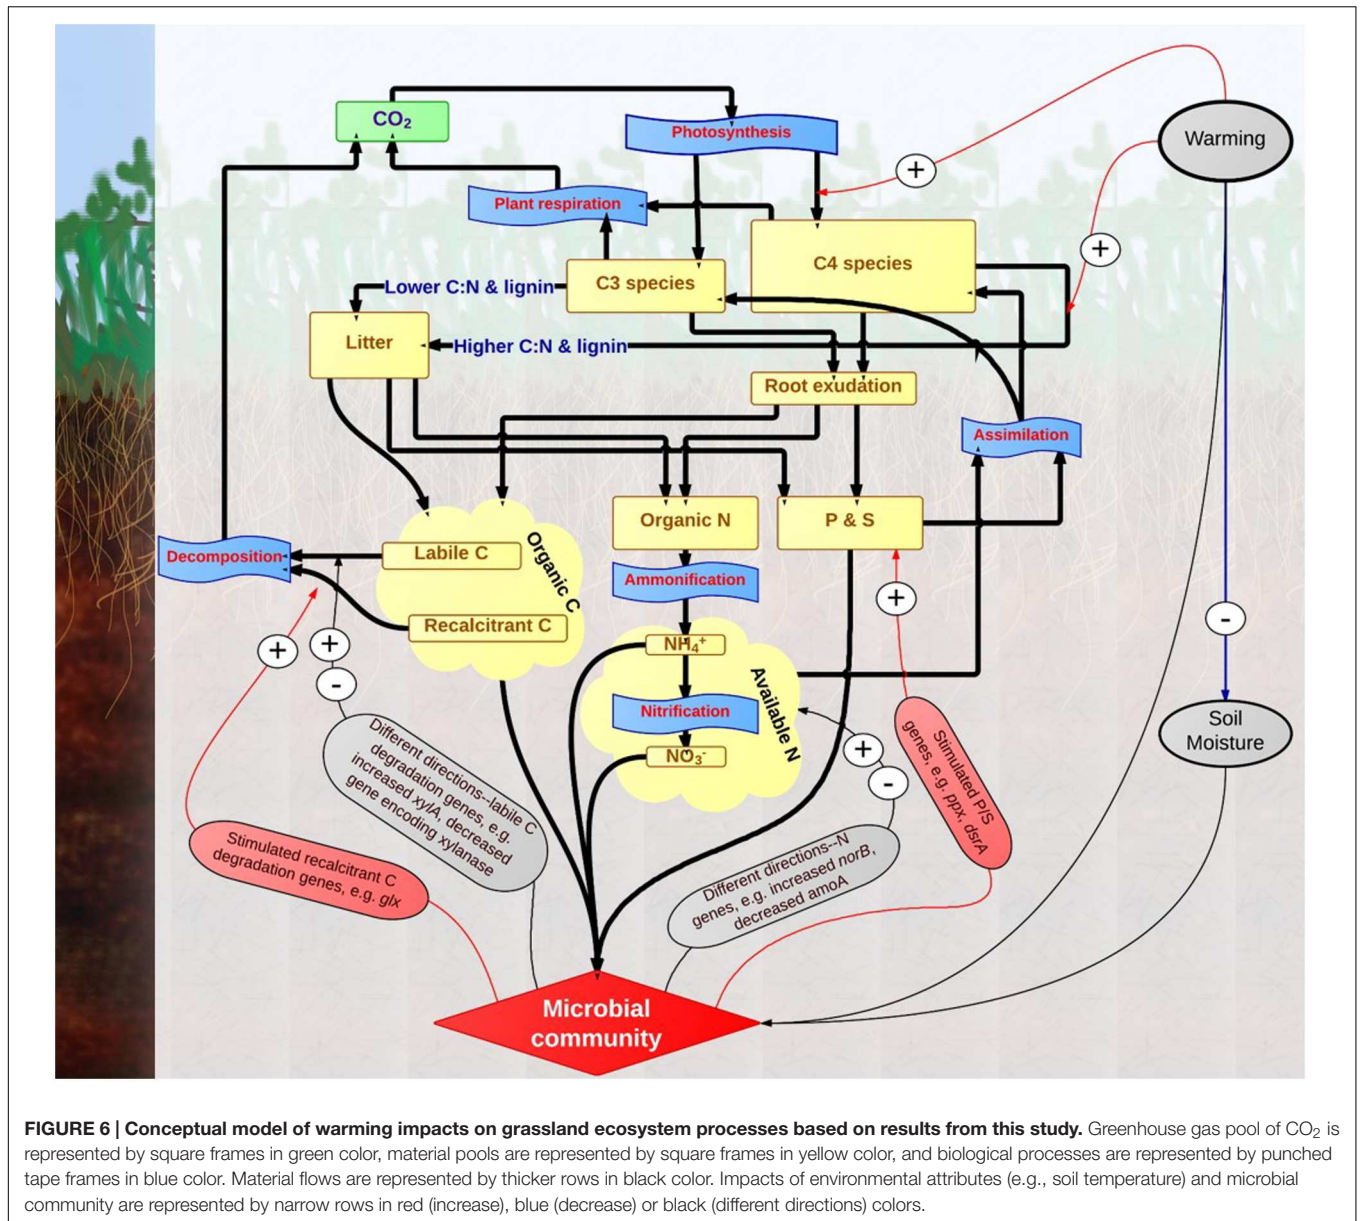 CO2
Photosynthesis
Warming
+
Plant respiration
+
C4 species
C3 species
Lower C:N & lignin
Litter
Higher C:N & lignin
Root exudation
Assimilation
Organic N
P & S
Organic C
Labile C
Decomposition
Ammonification
Recalcitrant C
+
-
NH4+
+
+
-
Available N
Nitrification
NO3-
Soil
Moisture
+
-
Different directions--labile C
degradation genes, e.g.
increased xylA, decreased
gene encoding xylanase
Stimulated P/S
genes, e.g. ppx, dsrA
Stimulated recalcitrant C
degradation genes, e.g. glx
Different directions--N
genes, e.g. increased norB,
decreased amoA
Microbial
community
FIGURE 6 | Conceptual model of warming impacts on grassland ecosystem processes based on results from this study. Greenhouse gas pool of CO2 is
represented by square frames in green color, material pools are represented by square frames in yellow color, and biological processes are represented by punched
tape frames in blue color. Material flows are represented by thicker rows in black color. Impacts of environmental attributes (e.g., soil temperature) and microbial
community are represented by narrow rows in red (increase), blue (decrease) or black (different directions) colors.